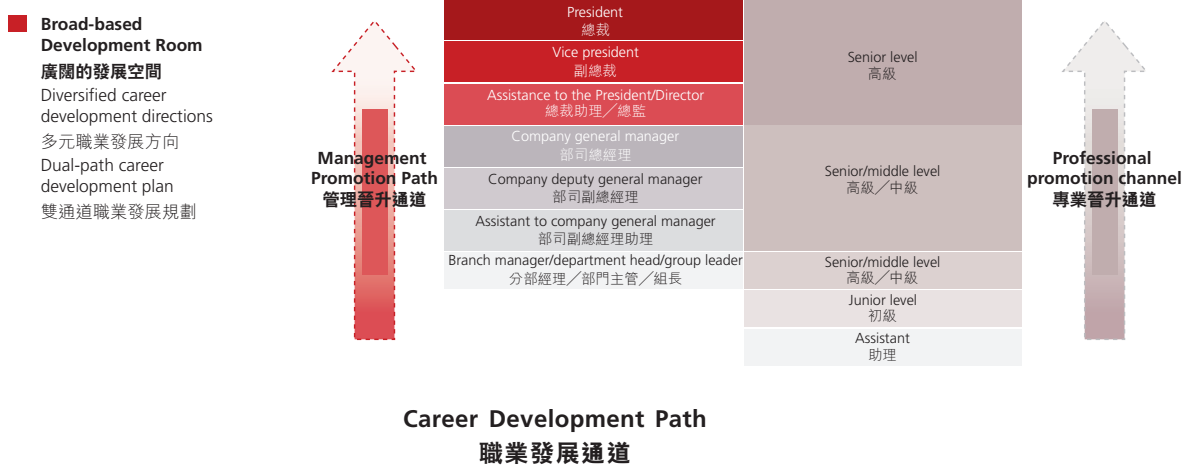 Broad-based
Development Room
廣闊的發展空間
Diversified career
development directions
多元職業發展方向
Dual-path career
development plan
雙通道職業發展規劃
Management
Promotion Path
管理晉升通道
President
總裁
Vice president
副總裁
Assistance to the President/Director
總裁助理／總監
Company general manager
部司總經理
Company deputy general manager
部司副總經理
Assistant to company general manager
部司副總經理助理
Branch manager/department head/group leader
分部經理／部門主管／組長
Senior level
高級
Senior/middle level
高級／中級
Senior/middle level
高級／中級
Junior level
初級
Assistant
助理
Professional
promotion channel
專業晉升通道
Career Development Path
職業發展通道